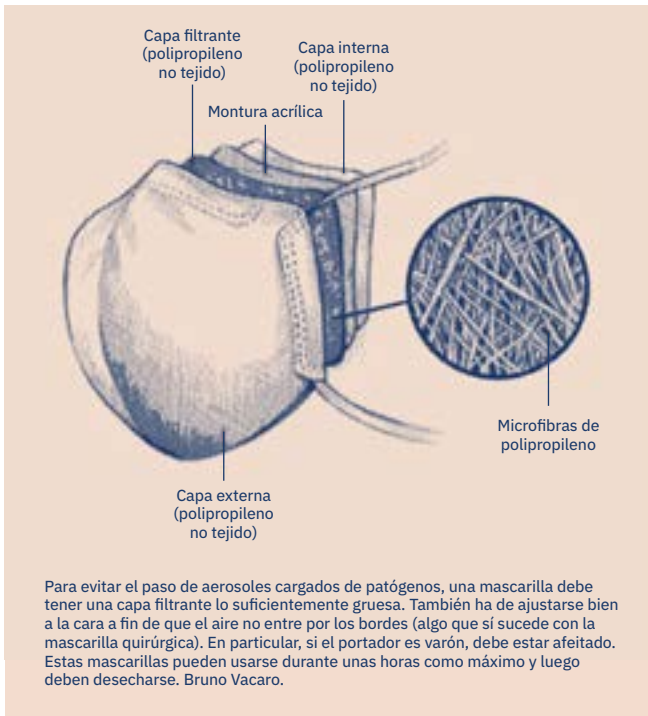 Capa filtrante
(polipropileno
no tejido)
Capa interna
(polipropileno
no tejido)
Montura acrílica
Microfibras de
polipropileno
Capa externa
(polipropileno
no tejido)
Para evitar el paso de aerosoles cargados de patógenos, una mascarilla debe
tener una capa filtrante lo suficientemente gruesa. También ha de ajustarse bien
a la cara a fin de que el aire no entre por los bordes (algo que sí sucede con la
mascarilla quirúrgica). En particular, si el portador es varón, debe estar afeitado.
Estas mascarillas pueden usarse durante unas horas como máximo y luego
deben desecharse. Bruno Vacaro.